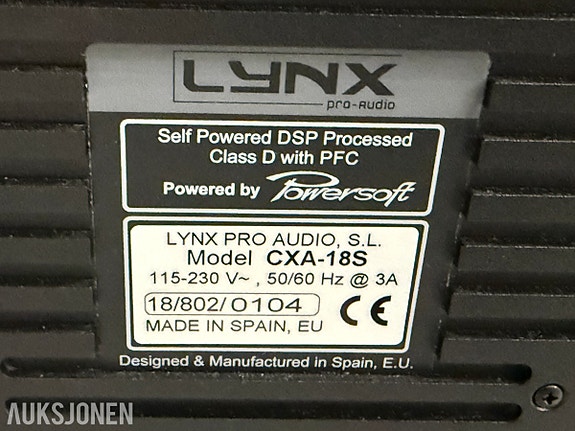 LYNX
pro-audio
Self Powered DSP Processed
Class D with PFC
Powered by Powersoft
LYNX PRO AUDIO, S.L.
Model CXA-18S
115-230 V~ , 50/60 Hz @ 3A
18/802/0104 CE
MADE IN SPAIN, EU
Designed & Manufactured in Spain, E.U.
AUKSJONEN